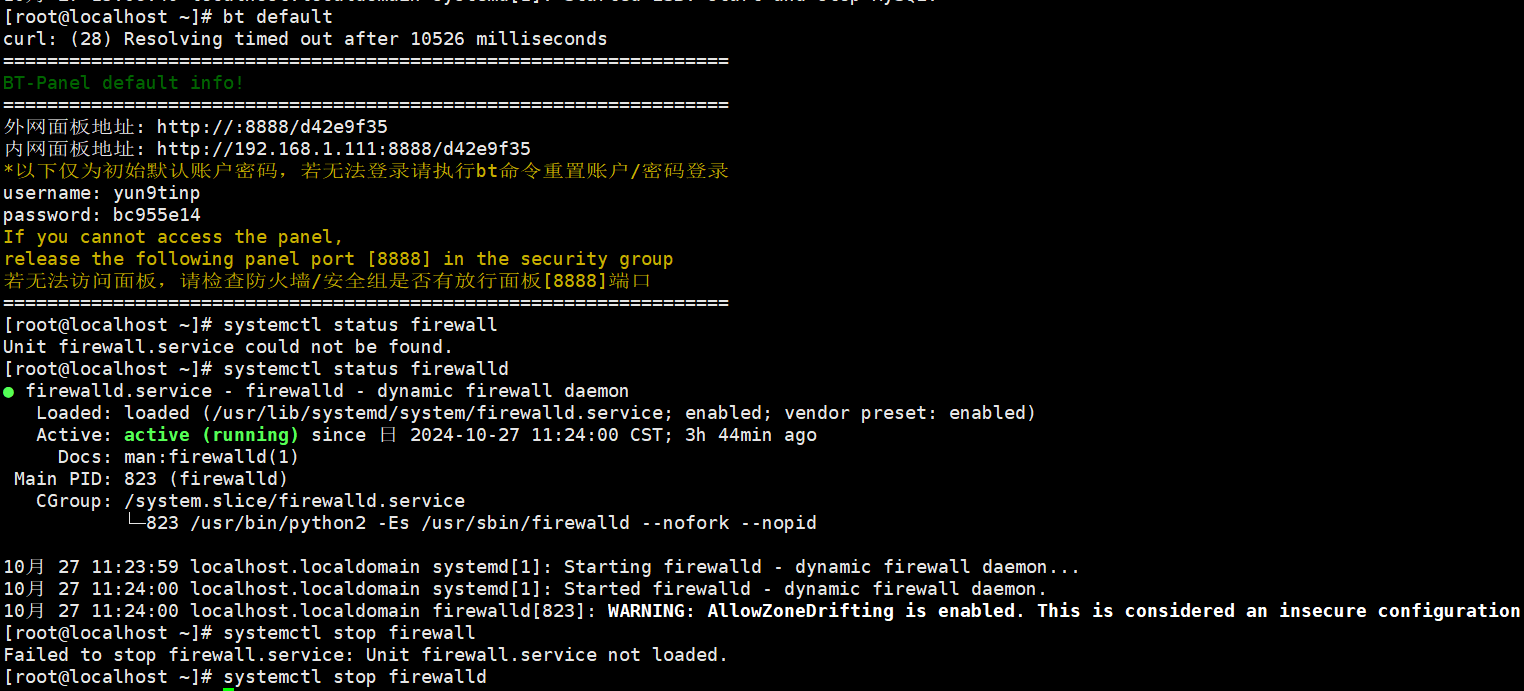 [root@localhost ~]# bt default
curl: (28) Resolving timed out after 10526 milliseconds
==================================================================
BT-Panel default info!
==================================================================
外网面板地址: http://:8888/d42e9f35
内网面板地址: http://192.168.1.111:8888/d42e9f35
*以下仅为初始默认账户密码，若无法登录请执行bt命令重置账户/密码登录
username: yun9tinp
password: bc955e14
If you cannot access the panel,
release the following panel port [8888] in the security group
若无法访问面板，请检查防火墙/安全组是否有放行面板[8888]端口
==================================================================
[root@localhost ~]# systemctl status firewall
Unit firewall.service could not be found.
[root@localhost ~]# systemctl status firewalld
● firewalld.service - firewalld - dynamic firewall daemon
   Loaded: loaded (/usr/lib/systemd/system/firewalld.service; enabled; vendor preset: enabled)
   Active: active (running) since 日 2024-10-27 11:24:00 CST; 3h 44min ago
     Docs: man:firewalld(1)
 Main PID: 823 (firewalld)
   CGroup: /system.slice/firewalld.service
           └─823 /usr/bin/python2 -Es /usr/sbin/firewalld --nofork --nopid
10月 27 11:23:59 localhost.localdomain systemd[1]: Starting firewalld - dynamic firewall daemon...
10月 27 11:24:00 localhost.localdomain systemd[1]: Started firewalld - dynamic firewall daemon.
10月 27 11:24:00 localhost.localdomain firewalld[823]: WARNING: AllowZoneDrifting is enabled. This is considered an insecure configuration
[root@localhost ~]# systemctl stop firewall
Failed to stop firewall.service: Unit firewall.service not loaded.
[root@localhost ~]# systemctl stop firewalld